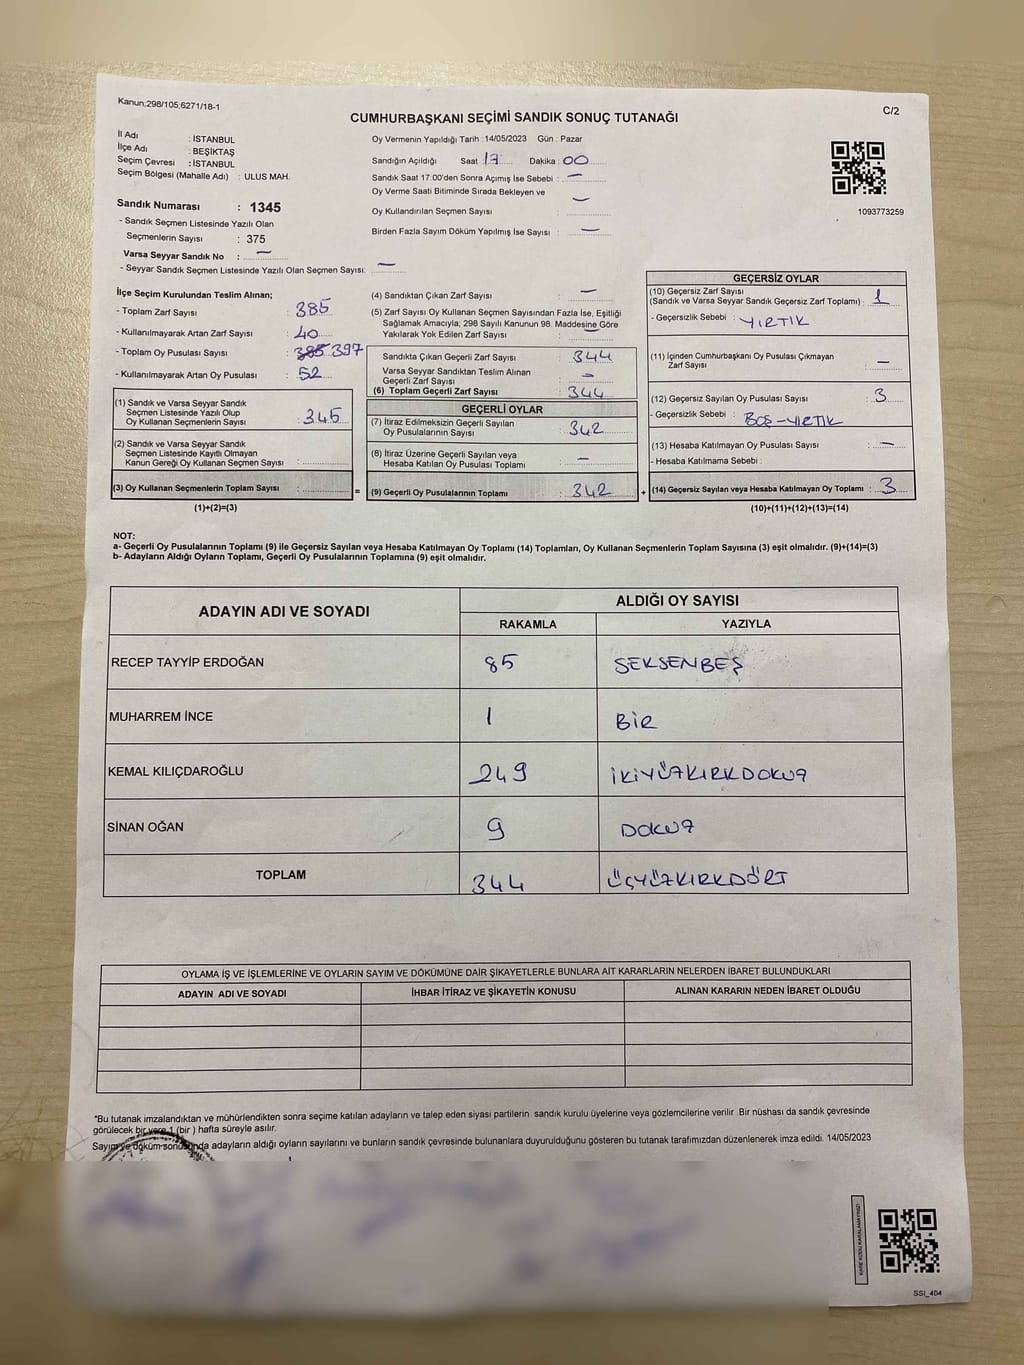 Kanun;298/105;6271/18-1
C/2
CUMHURBAŞKANI SEÇİMİ SANDIK SONUÇ TUTANAĞI
İl Adı : İSTANBUL
İlçe Adı : BEŞİKTAŞ
Seçim Çevresi : İSTANBUL
Seçim Bölgesi (Mahalle Adı) : ULUS MAH.
Sandık Numarası : 1345
- Sandık Seçmen Listesinde Yazılı Olan
Seçmenlerin Sayısı : 375
Varsa Seyyar Sandık No : —
- Seyyar Sandık Seçmen Listesinde Yazılı Olan Seçmen Sayısı: —
Oy Vermenin Yapıldığı Tarih : 14/05/2023 Gün : Pazar
Sandığın Açıldığı Saat 17 Dakika : 00
Sandık Saat 17:00'den Sonra Açımış İse Sebebi : —
Oy Verme Saati Bitiminde Sırada Bekleyen ve
Oy Kullandırılan Seçmen Sayısı : —
Birden Fazla Sayım Döküm Yapılmış İse Sayısı : —
1093773259
İlçe Seçim Kurulundan Teslim Alınan;
- Toplam Zarf Sayısı : 385
- Kullanılmayarak Artan Zarf Sayısı : 40
- Toplam Oy Pusulası Sayısı : 385 397
- Kullanılmayarak Artan Oy Pusulası : 52
(1) Sandık ve Varsa Seyyar Sandık
Seçmen Listesinde Yazılı Olup
Oy Kullanan Seçmenlerin Sayısı : 345
(2) Sandık ve Varsa Seyyar Sandık
Seçmen Listesinde Kayıtlı Olmayan
Kanun Gereği Oy Kullanan Seçmen Sayısı :
(3) Oy Kullanan Seçmenlerin Toplam Sayısı :
(1)+(2)=(3)
(4) Sandıktan Çıkan Zarf Sayısı : —
(5) Zarf Sayısı Oy Kullanan Seçmen Sayısından Fazla İse, Eşitliği
Sağlamak Amacıyla; 298 Sayılı Kanunun 98. Maddesine Göre
Yakılarak Yok Edilen Zarf Sayısı : —
Sandıkta Çıkan Geçerli Zarf Sayısı : 344
Varsa Seyyar Sandıktan Teslim Alınan
Geçerli Zarf Sayısı : —
(6) Toplam Geçerli Zarf Sayısı : 344
GEÇERLİ OYLAR
(7) İtiraz Edilmeksizin Geçerli Sayılan
Oy Pusulalarının Sayısı : 342
(8) İtiraz Üzerine Geçerli Sayılan veya
Hesaba Katılan Oy Pusulası Toplamı : —
= (9) Geçerli Oy Pusulalarının Toplamı : 342
GEÇERSİZ OYLAR
(10) Geçersiz Zarf Sayısı
(Sandık ve Varsa Seyyar Sandık Geçersiz Zarf Toplamı) : 1
- Geçersizlik Sebebi : YIRTIK
(11) İçinden Cumhurbaşkanı Oy Pusulası Çıkmayan
Zarf Sayısı : —
(12) Geçersiz Sayılan Oy Pusulası Sayısı : 3
- Geçersizlik Sebebi : BOŞ-YIRTIK
(13) Hesaba Katılmayan Oy Pusulası Sayısı : —
- Hesaba Katılmama Sebebi :
+ (14) Geçersiz Sayılan veya Hesaba Katılmayan Oy Toplamı : 3
(10)+(11)+(12)+(13)=(14)
NOT:
a- Geçerli Oy Pusulalarının Toplamı (9) ile Geçersiz Sayılan veya Hesaba Katılmayan Oy Toplamı (14) Toplamları, Oy Kullanan Seçmenlerin Toplam Sayısına (3) eşit olmalıdır. (9)+(14)=(3)
b- Adayların Aldığı Oyların Toplamı, Geçerli Oy Pusulalarının Toplamına (9) eşit olmalıdır.
ADAYIN ADI VE SOYADI
ALDIĞI OY SAYISI
RAKAMLA YAZIYLA
RECEP TAYYİP ERDOĞAN 85 SEKSENBEŞ
MUHARREM İNCE 1 BİR
KEMAL KILIÇDAROĞLU 249 İKİYÜZKIRKDOKUZ
SİNAN OĞAN 9 DOKUZ
TOPLAM 344 ÜÇYÜZKIRKDÖRT
OYLAMA İŞ VE İŞLEMLERİNE VE OYLARIN SAYIM VE DÖKÜMÜNE DAİR ŞİKAYETLERLE BUNLARA AİT KARARLARIN NELERDEN İBARET BULUNDUKLARI
ADAYIN ADI VE SOYADI İHBAR İTİRAZ VE ŞİKAYETİN KONUSU ALINAN KARARIN NEDEN İBARET OLDUĞU
*Bu tutanak imzalandıktan ve mühürlendikten sonra seçime katılan adayların ve talep eden siyasi partilerin sandık kurulu üyelerine veya gözlemcilerine verilir. Bir nüshası da sandık çevresinde
görülecek bir yere 1 (bir ) hafta süreyle asılır.
Sayım ve döküm sonusunda adayların aldığı oyların sayılarını ve bunların sandık çevresinde bulunanlara duyurulduğunu gösteren bu tutanak tarafımızdan düzenlenerek imza edildi. 14/05/2023
KARE KODU KARALAMAYINIZ!
SSI_404